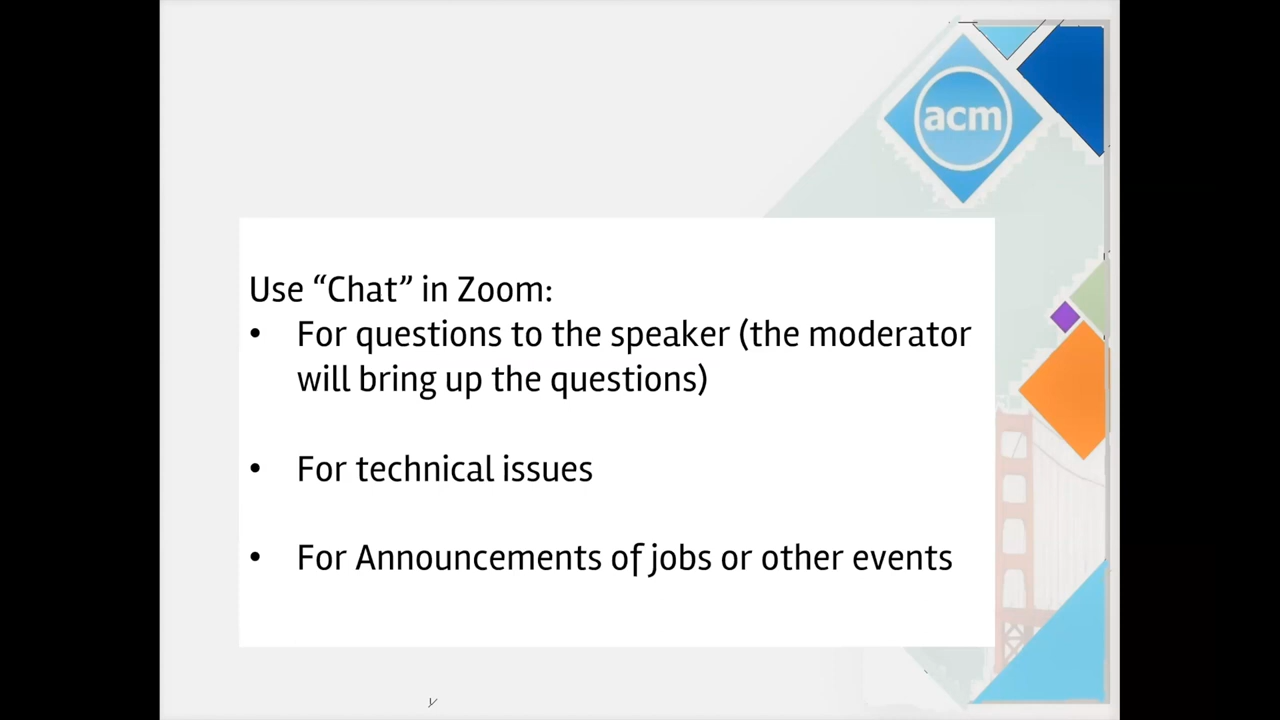 acm
Use “Chat” in Zoom:
• For questions to the speaker (the moderator
will bring up the questions)
• For technical issues
• For Announcements of jobs or other events
y